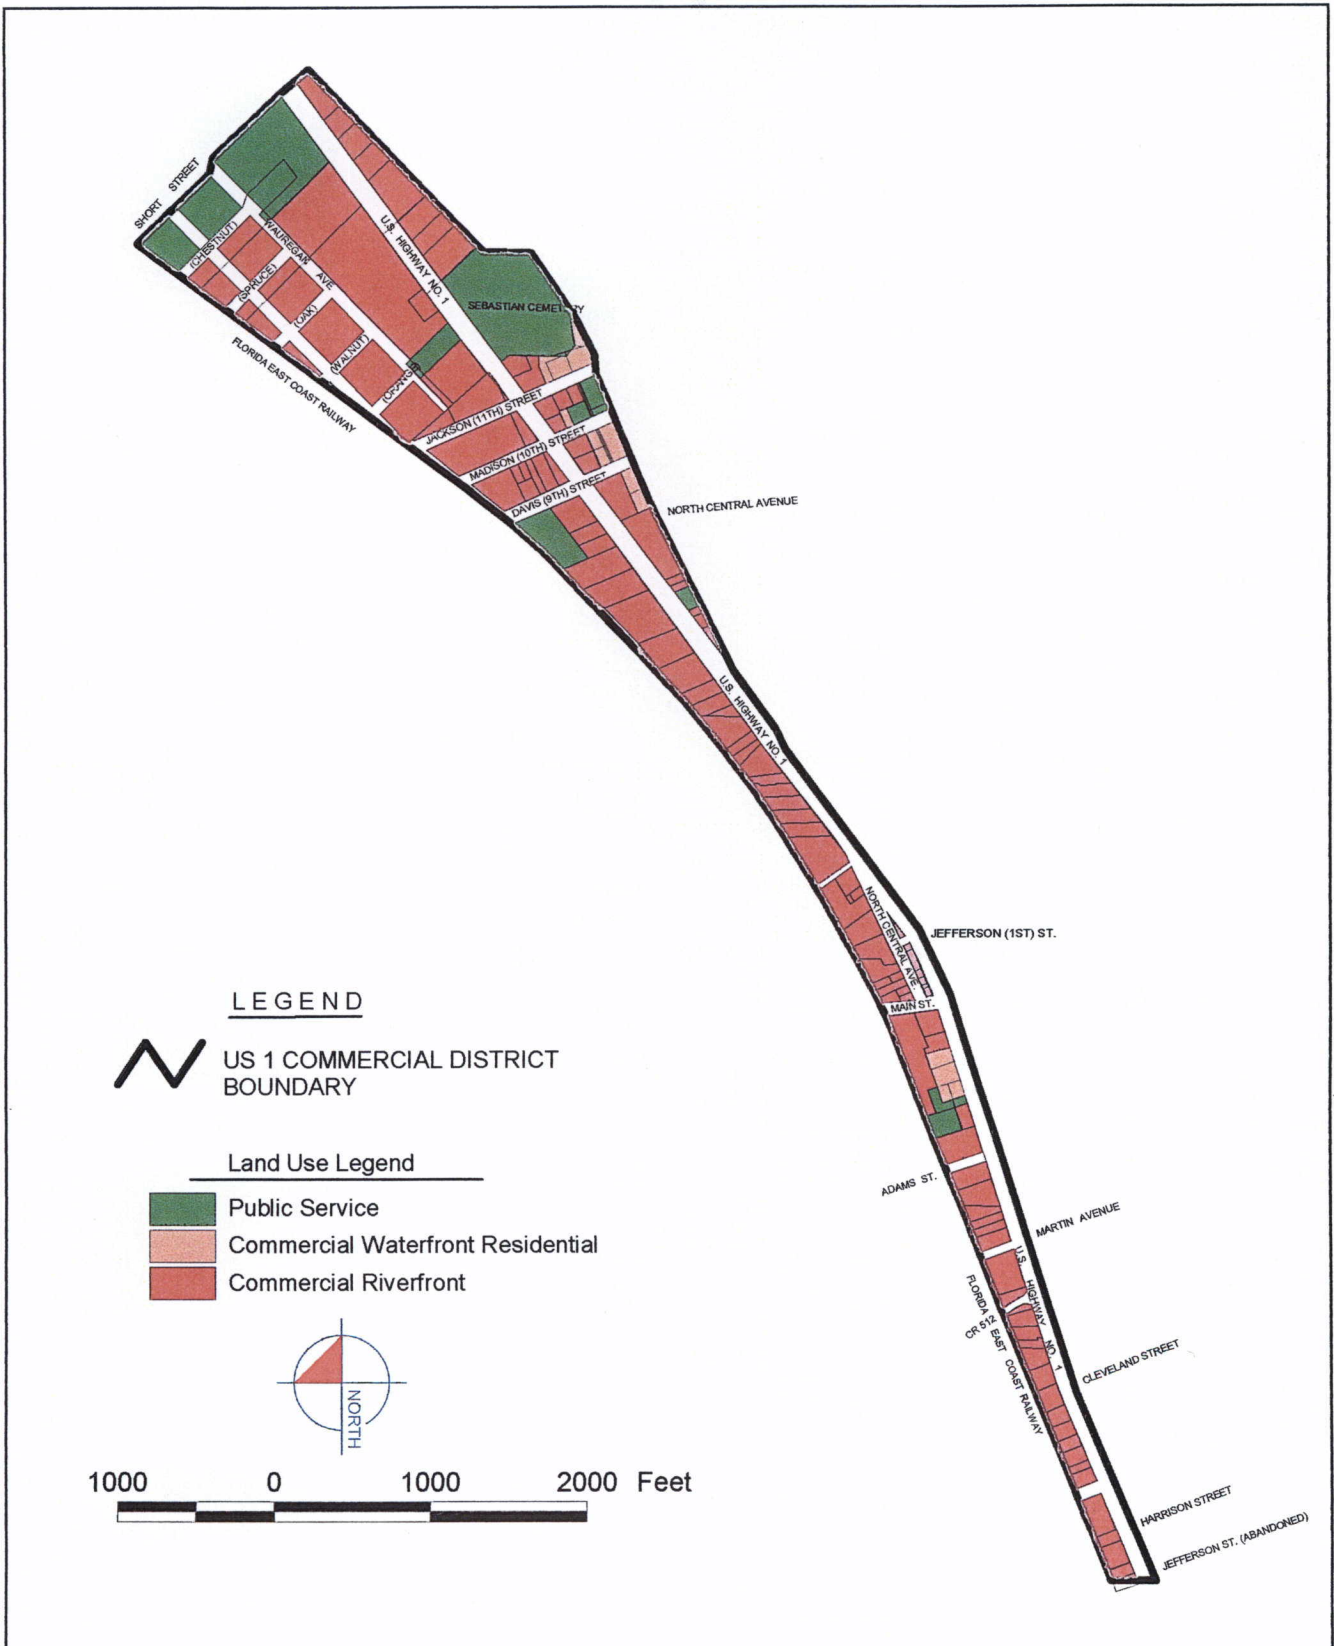 SHORT STREET
(CHESTNUT)
WAUREGAN AVE
(SPRUCE)
(OAK)
(WALNUT)
U.S. HIGHWAY NO. 1
SEBASTIAN CEMETERY
FLORIDA EAST COAST RAILWAY
JACKSON (11TH) STREET
MADISON (10TH) STREET
DAVIS (9TH) STREET
NORTH CENTRAL AVENUE
U.S. HIGHWAY NO. 1
NORTH CENTRAL AVE.
JEFFERSON (1ST) ST.
MAIN ST.
ADAMS ST.
MARTIN AVENUE
U.S. HIGHWAY NO. 1
FLORIDA EAST COAST RAILWAY
CR 512
CLEVELAND STREET
HARRISON STREET
JEFFERSON ST. (ABANDONED)
LEGEND
US 1 COMMERCIAL DISTRICT
BOUNDARY
Land Use Legend
Public Service
Commercial Waterfront Residential
Commercial Riverfront
NORTH
1000 0 1000 2000 Feet